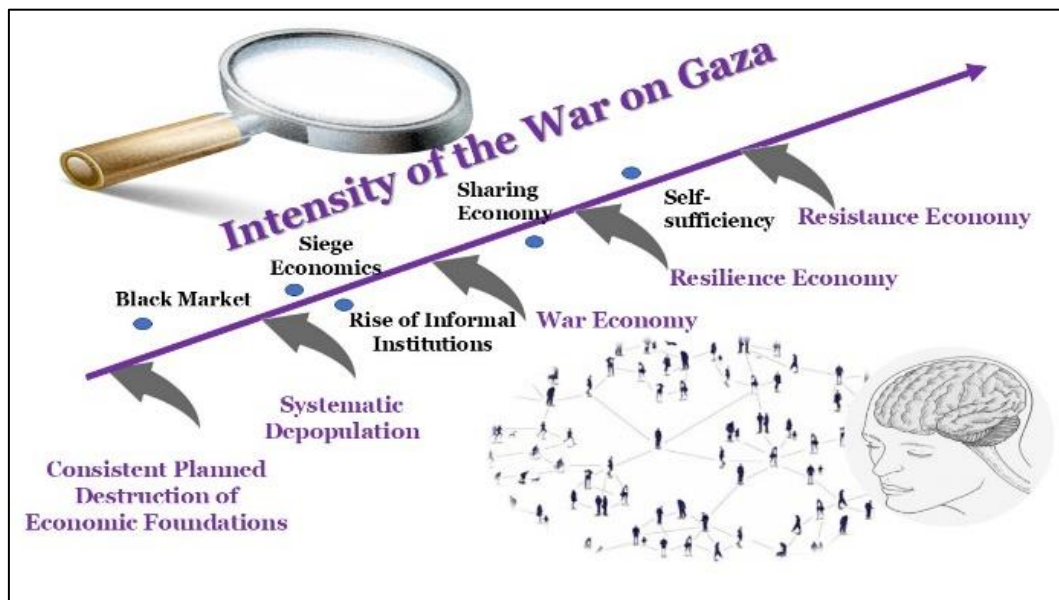 Intensity of the War on Gaza
Sharing
Economy
Self-
sufficiency
Resistance Economy
Siege
Economics
Resilience Economy
Black Market
Rise of Informal
Institutions
War Economy
Systematic
Depopulation
Consistent Planned
Destruction of
Economic Foundations